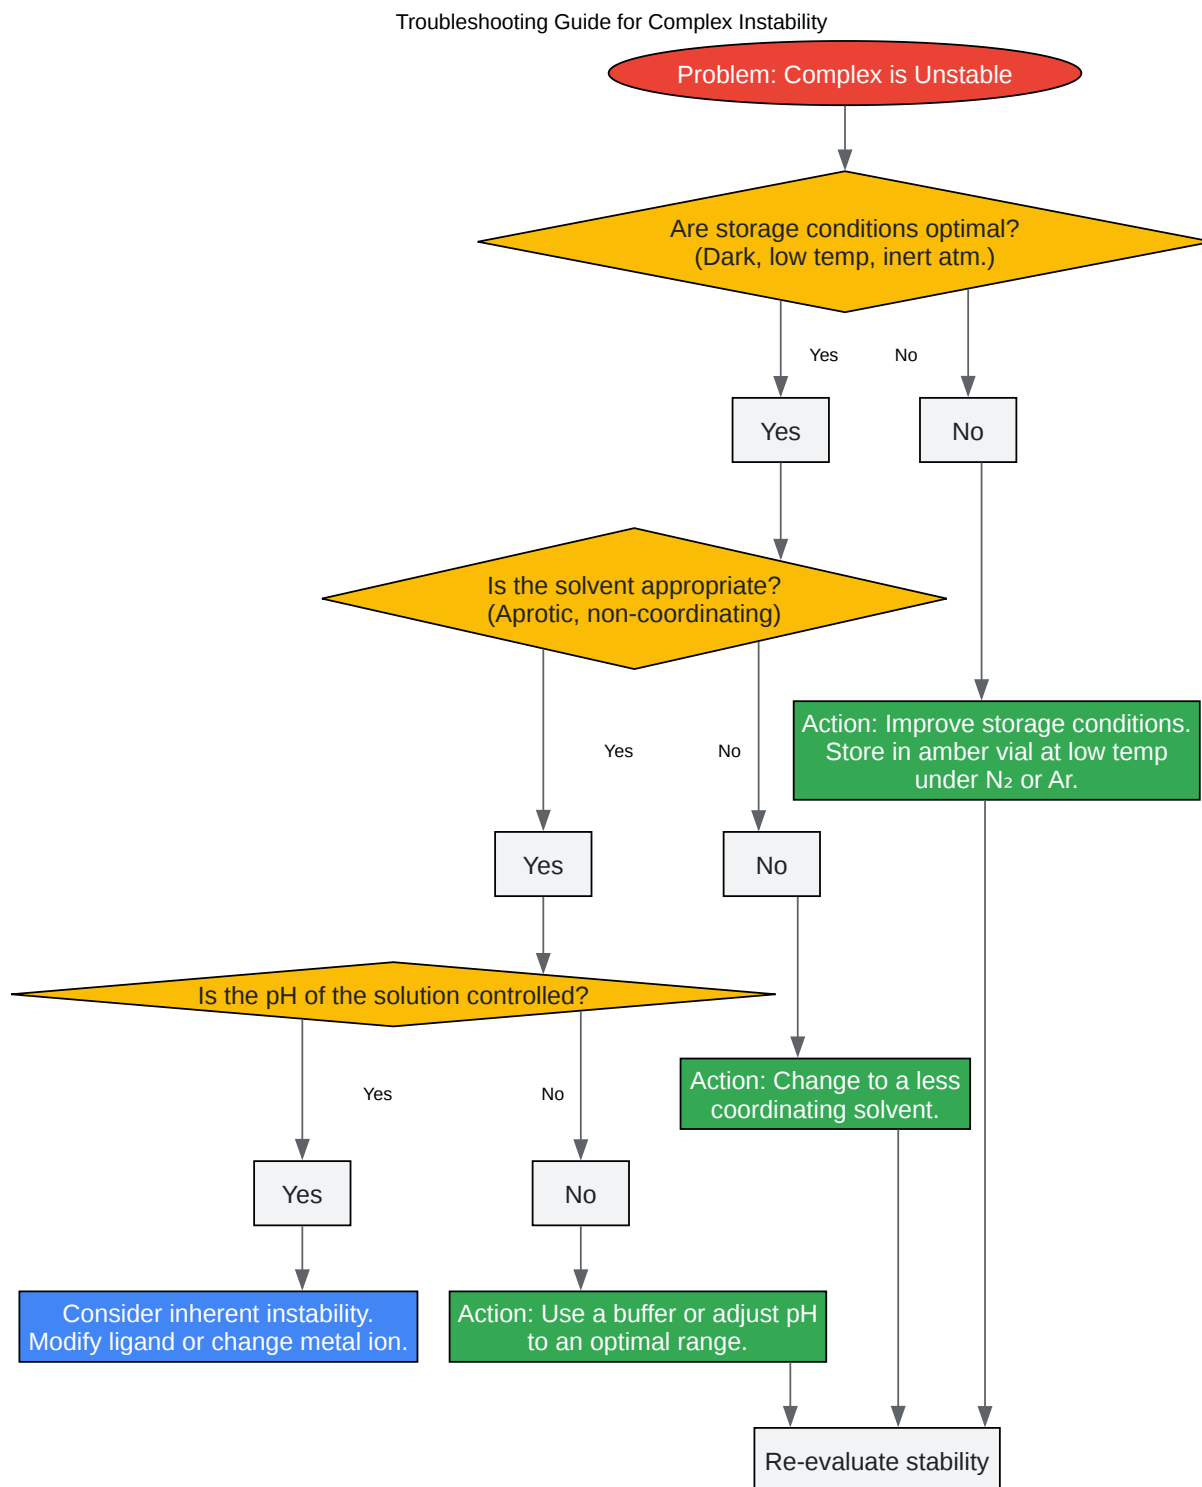 Troubleshooting Guide for Complex Instability
Problem: Complex is Unstable
Are storage conditions optimal?
(Dark, low temp, inert atm.)
Yes
No
Yes
No
Is the solvent appropriate?
(Aprotic, non-coordinating)
Action: Improve storage conditions.
Store in amber vial at low temp
under N₂ or Ar.
Yes
No
Yes
No
Is the pH of the solution controlled?
Action: Change to a less
coordinating solvent.
Yes
No
Yes
No
Consider inherent instability.
Modify ligand or change metal ion.
Action: Use a buffer or adjust pH
to an optimal range.
Re-evaluate stability